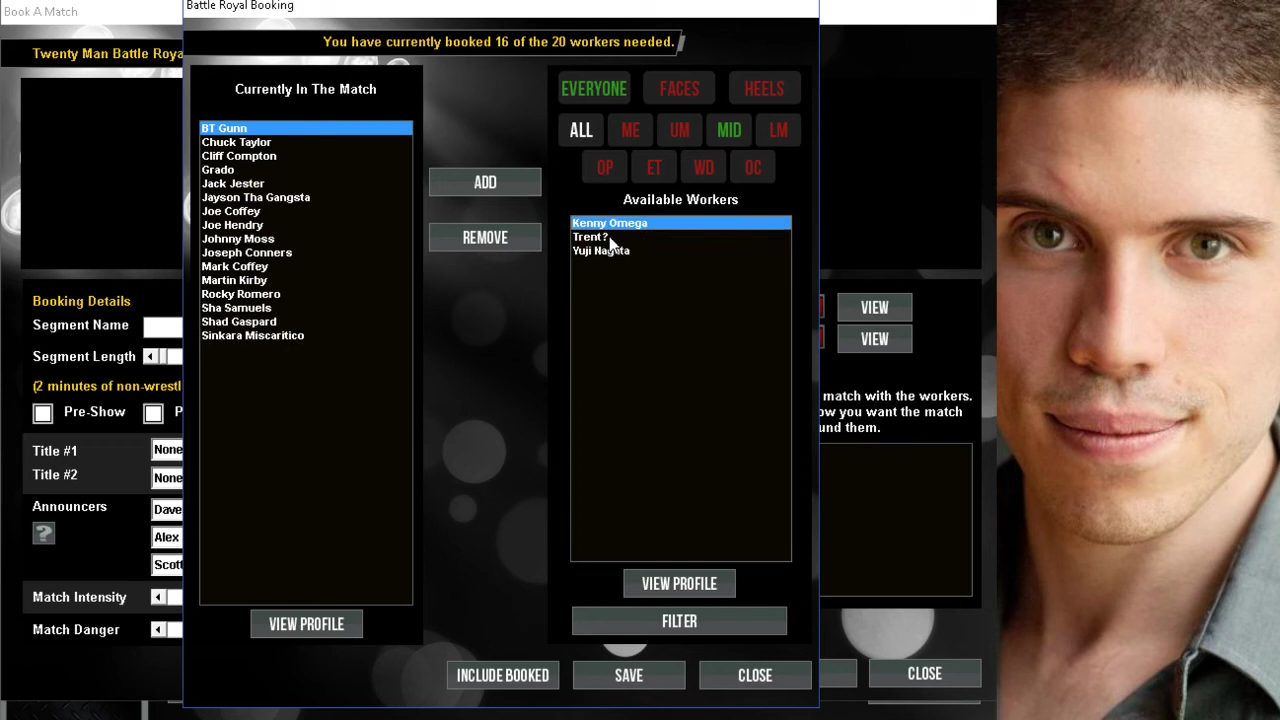 Book A Match
Battle Royal Booking
Twenty Man Battle Roya
You have currently booked 16 of the 20 workers needed.
Currently In The Match
BT Gunn
Chuck Taylor
Cliff Compton
Grado
Jack Jester
Jayson Tha Gangsta
Joe Coffey
Joe Hendry
Johnny Moss
Joseph Conners
Mark Coffey
Martin Kirby
Rocky Romero
Sha Samuels
Shad Gaspard
Sinkara Miscaritico
VIEW PROFILE
ADD
REMOVE
EVERYONE FACES HEELS
ALL ME UM MID LM
OP ET WD OC
Available Workers
Kenny Omega
Trent?
Yuji Nagata
VIEW PROFILE
FILTER
INCLUDE BOOKED SAVE CLOSE
Booking Details
Segment Name
Segment Length
(2 minutes of non-wrestl
Pre-Show P
Title #1 None
Title #2 None
Announcers Dave
? Alex
Scott
Match Intensity
Match Danger
VIEW
VIEW
match with the workers.
ow you want the match
und them.
CLOSE